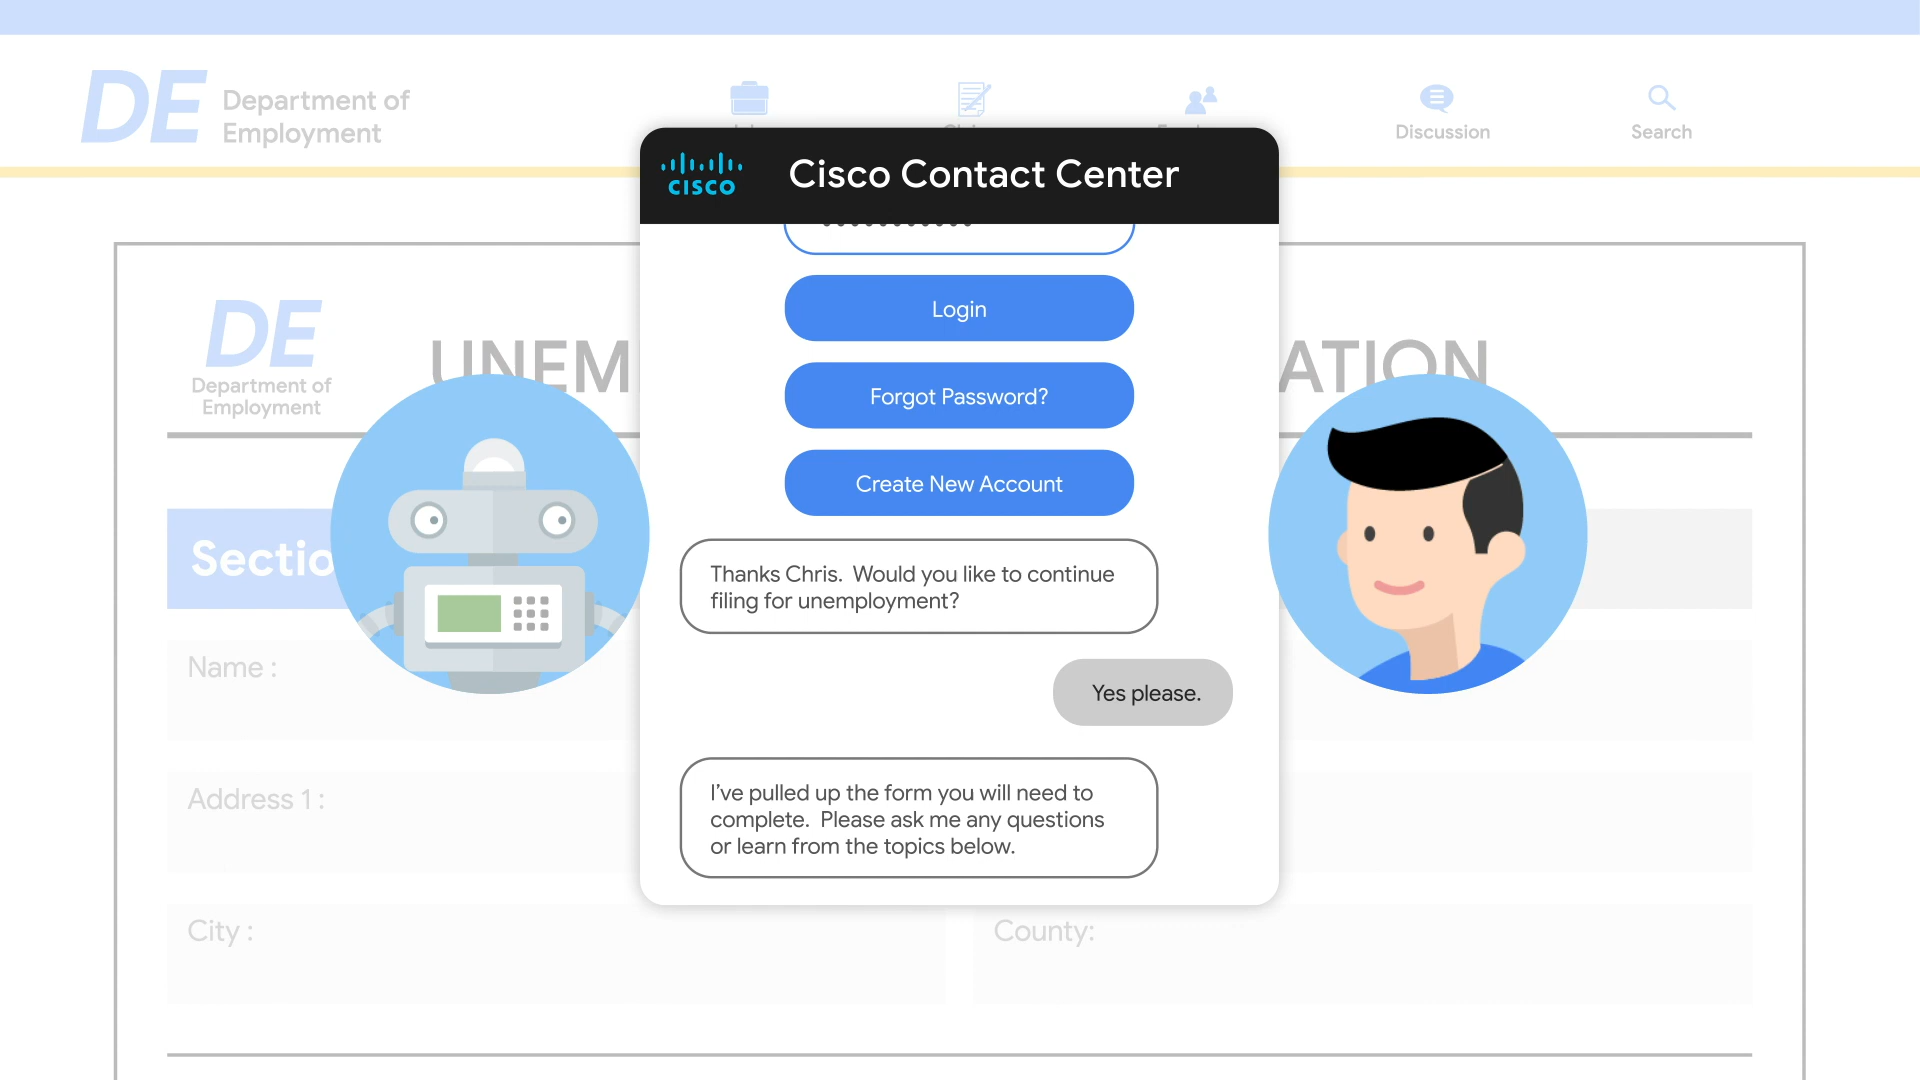 DE
Department of
Employment
Discussion
Search
CISCO
Cisco Contact Center
Login
Forgot Password?
Create New Account
Thanks Chris.  Would you like to continue
filing for unemployment?
Yes please.
I've pulled up the form you will need to
complete.  Please ask me any questions
or learn from the topics below.
DE
Department of
Employment
Name :
Address 1 :
City :
County: